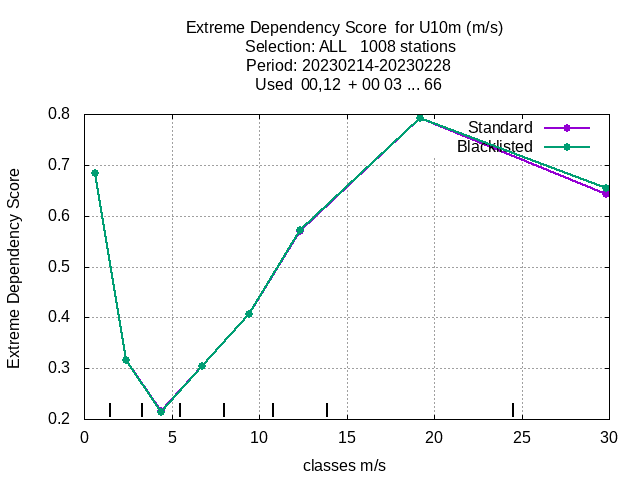 Extreme Dependency Score  for U10m (m/s)
Selection: ALL   1008 stations
Period: 20230214-20230228
Used  00,12  + 00 03 ... 66
Extreme Dependency Score
0.8
0.7
0.6
0.5
0.4
0.3
0.2
Standard
Blacklisted
0 5 10 15 20 25 30
classes m/s